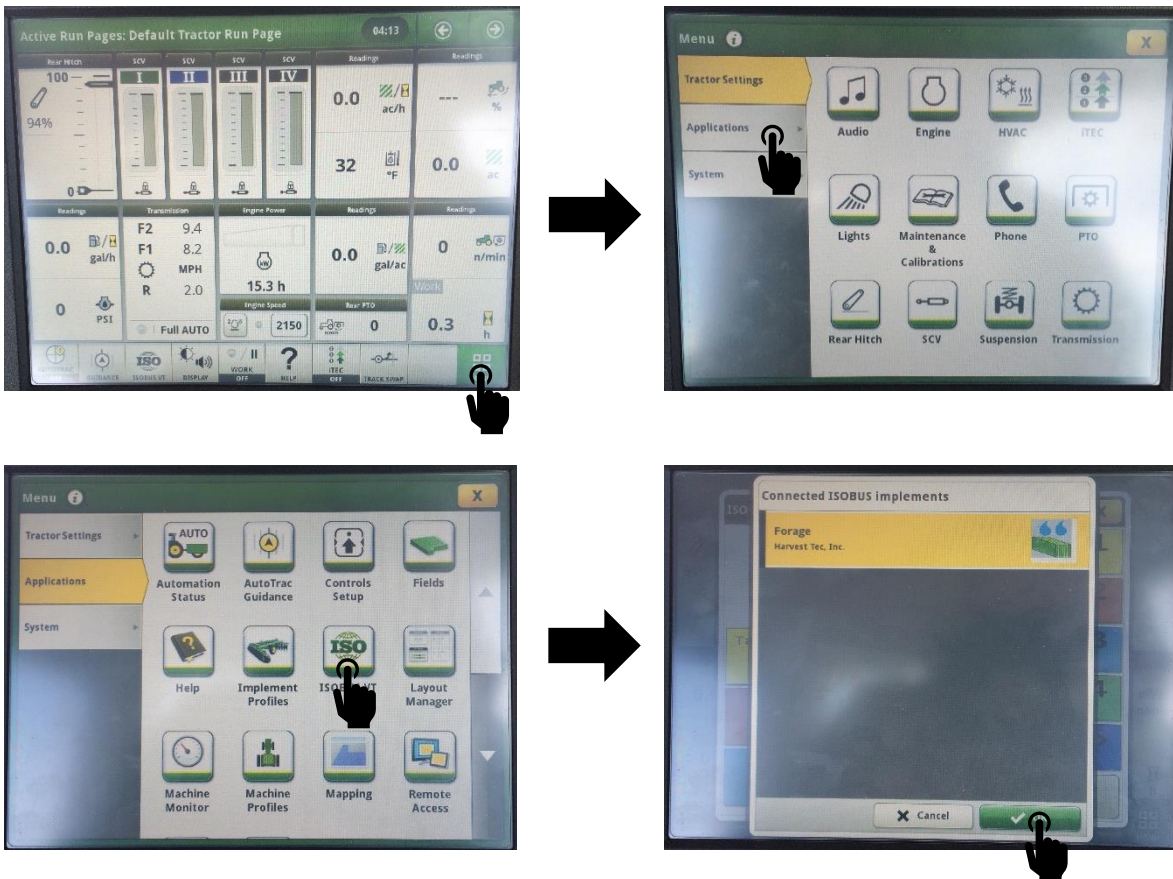 Active Run Pages: Default Tractor Run Page
04:13
Rear Hitch
SCV
SCV
SCV
SCV
Readings
Readings
100
94%
0
I
II
III
IV
0.0
ac/h
32
°F
---
%
0.0
ac
Readings
Transmission
Engine Power
Readings
Readings
0.0
gal/h
0
PSI
F2 9.4
F1 8.2
MPH
R 2.0
Full AUTO
kW
15.3 h
Engine Speed
2150
0.0
gal/ac
Rear PTO
0
0
n/min
Work
0.3
h
AUTOTRAC
GUIDANCE
ISO
ISOBUS VT
DISPLAY
WORK
OFF
?
HELP
iTEC
OFF
TRACK SWAP
Menu
X
Tractor Settings
Applications
System
Audio
Engine
HVAC
iTEC
Lights
Maintenance
&
Calibrations
Phone
PTO
Rear Hitch
SCV
Suspension
Transmission
Menu
X
Tractor Settings
Applications
System
AUTO
Automation
Status
AutoTrac
Guidance
Controls
Setup
Fields
Help
Implement
Profiles
ISO
Layout
Manager
Machine
Monitor
Machine
Profiles
Mapping
Remote
Access
Connected ISOBUS implements
Forage
Harvest Tec, Inc.
Cancel